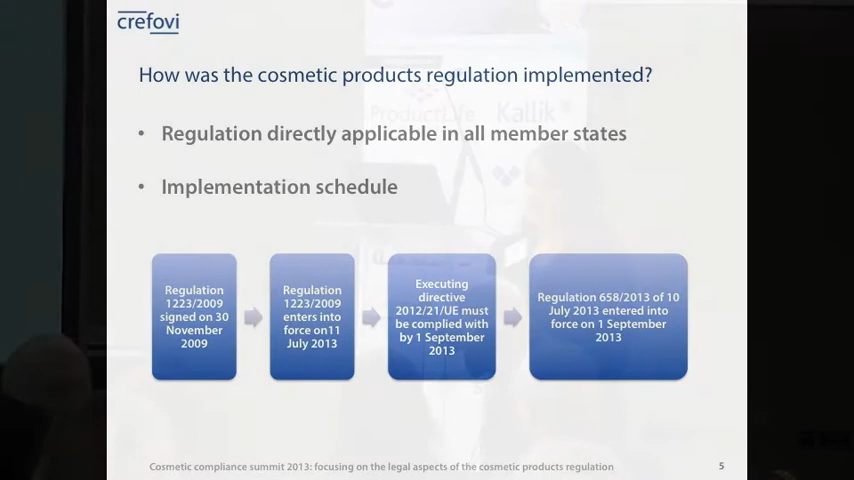 crefovi
How was the cosmetic products regulation implemented?
• Regulation directly applicable in all member states
ProductLife Kallik
• Implementation schedule
Regulation
1223/2009
signed on 30
November
2009
Regulation
1223/2009
enters into
force on11
July 2013
Executing
directive
2012/21/UE must
be complied with
by 1 September
2013
Regulation 658/2013 of 10
July 2013 entered into
force on 1 September
2013
Cosmetic compliance summit 2013: focusing on the legal aspects of the cosmetic products regulation
5